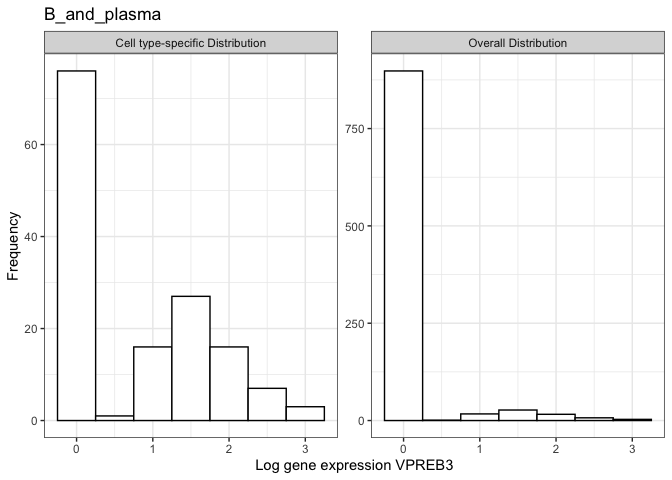 B_and_plasma
Cell type-specific Distribution
Overall Distribution
Frequency
60
40
20
0
750
500
250
0
0 1 2 3
0 1 2 3
Log gene expression VPREB3